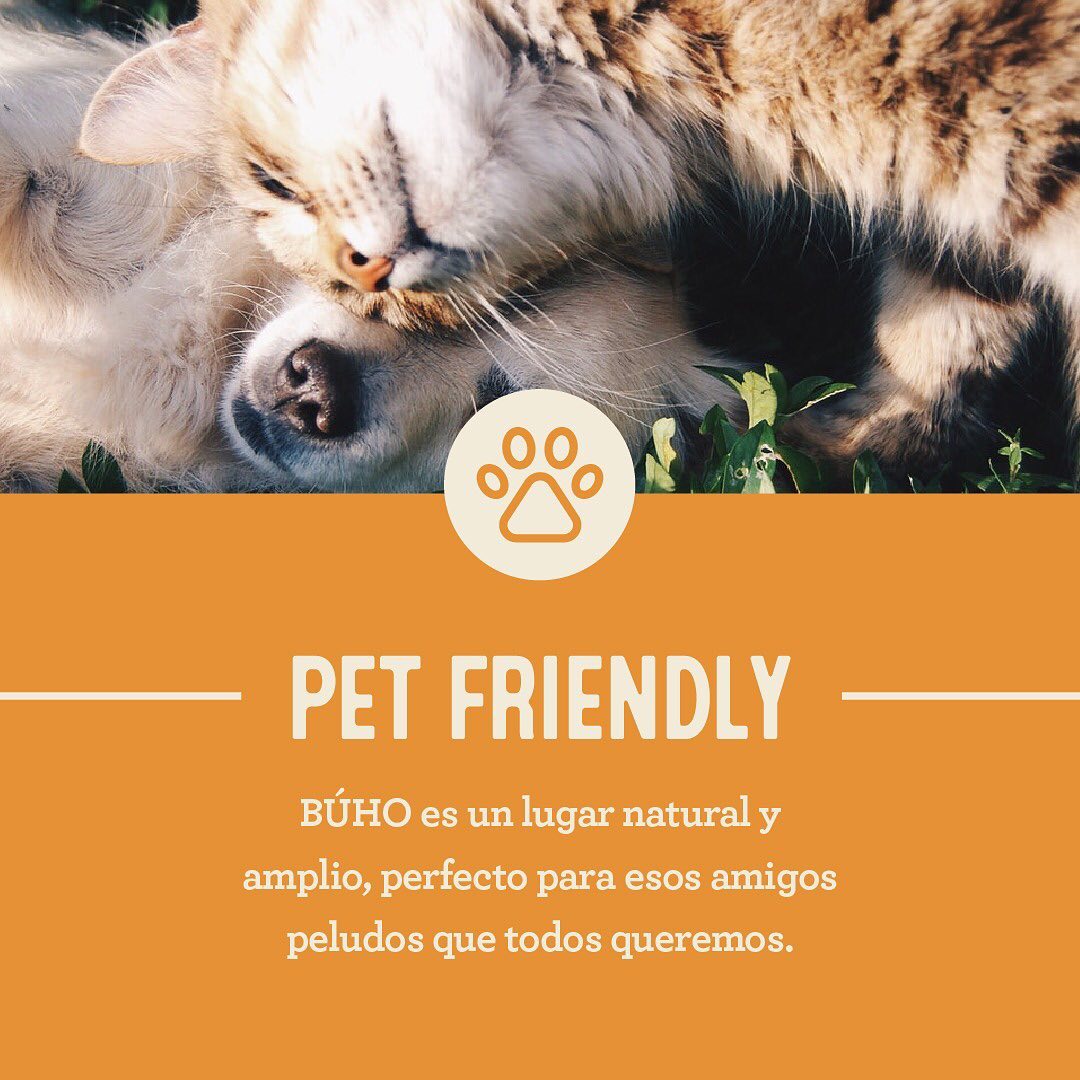 PET FRIENDLY
BÚHO es un lugar natural y
amplio, perfecto para esos amigos
peludos que todos queremos.